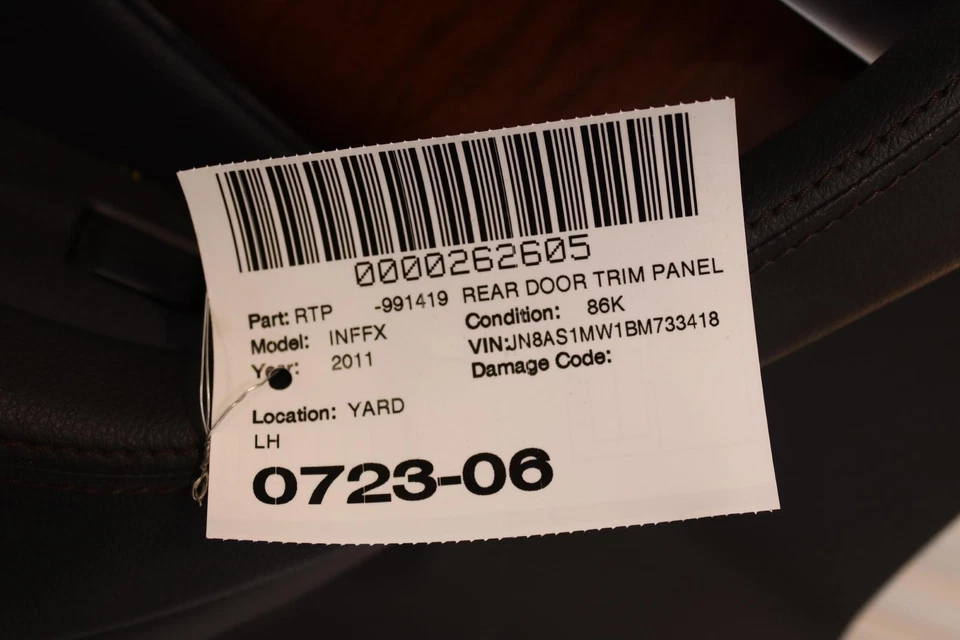 0000262605
Part: RTP -991419 REAR DOOR TRIM PANEL
Model: INFFX Condition: 86K
Year: 2011 VIN:JN8AS1MW1BM733418
Damage Code:
Location: YARD
LH
0723-06